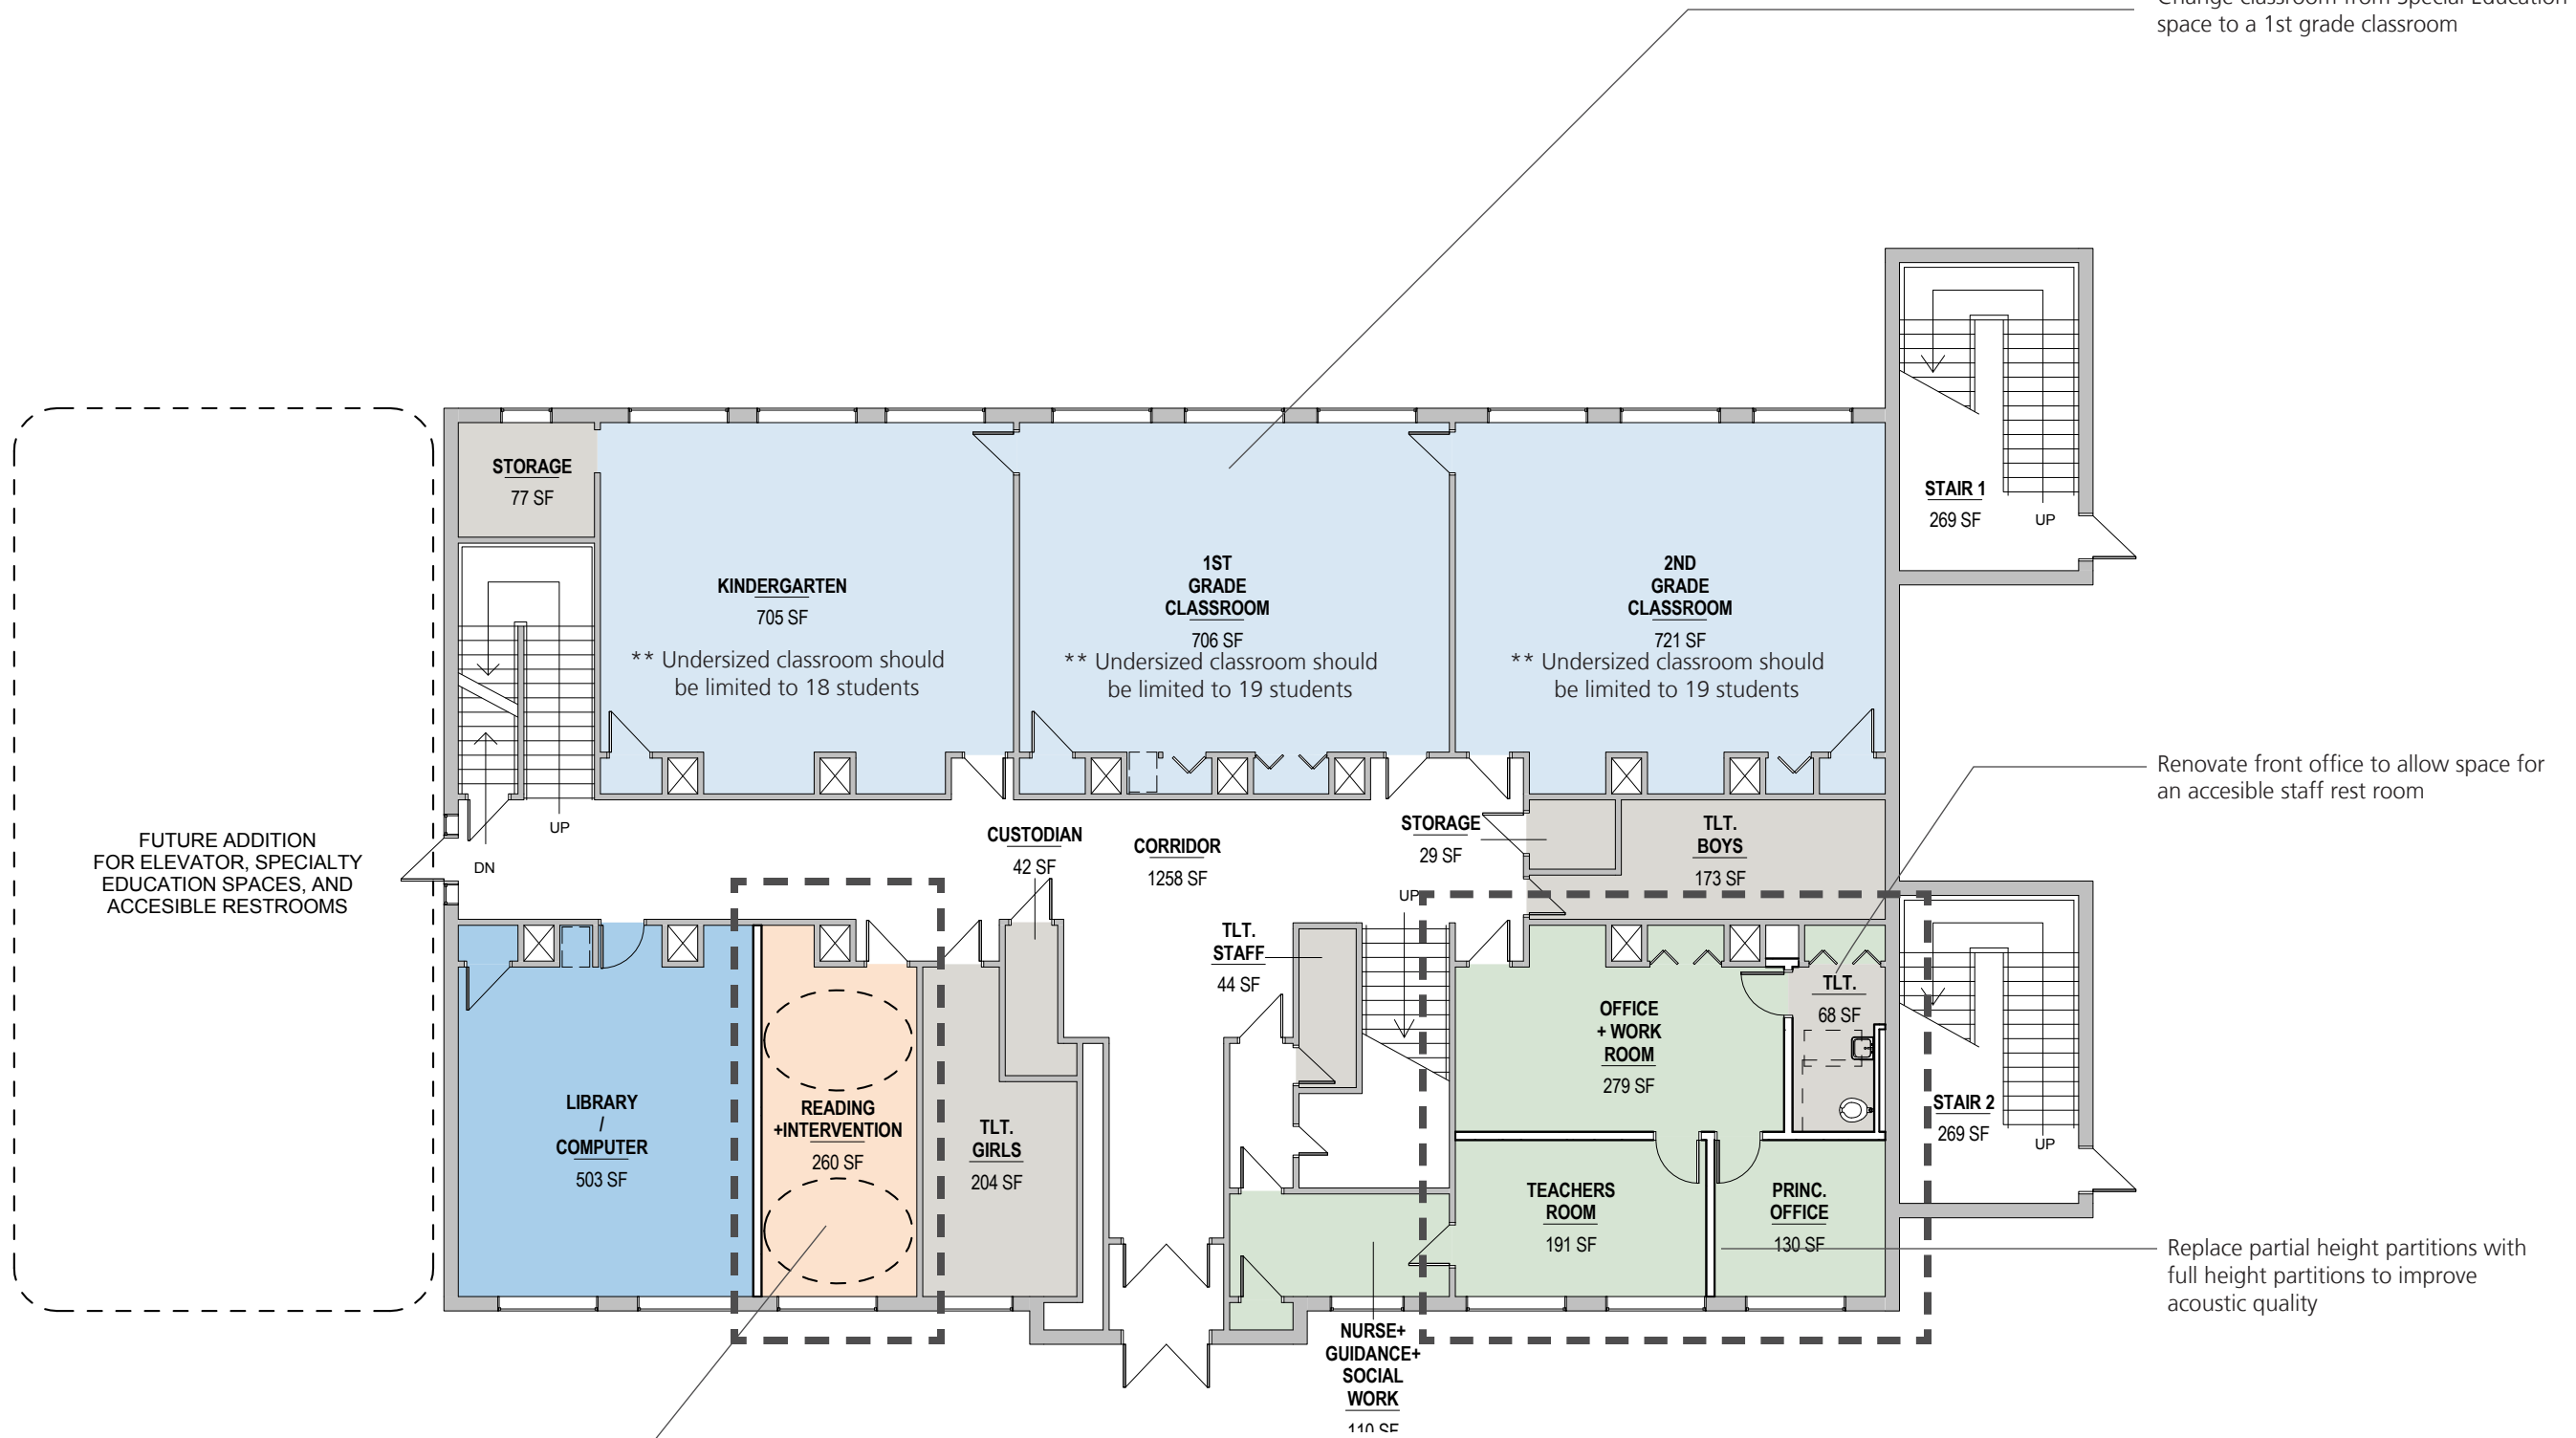 Change classroom from Special Education
space to a 1st grade classroom
STORAGE
77 SF
KINDERGARTEN
705 SF
** Undersized classroom should
be limited to 18 students
1ST
GRADE
CLASSROOM
706 SF
** Undersized classroom should
be limited to 19 students
2ND
GRADE
CLASSROOM
721 SF
** Undersized classroom should
be limited to 19 students
STAIR 1
269 SF
UP
Renovate front office to allow space for
an accesible staff rest room
FUTURE ADDITION
FOR ELEVATOR, SPECIALTY
EDUCATION SPACES, AND
ACCESIBLE RESTROOMS
UP
DN
CUSTODIAN
42 SF
CORRIDOR
1258 SF
STORAGE
29 SF
TLT.
BOYS
173 SF
UP
TLT.
STAFF
44 SF
OFFICE
+ WORK
ROOM
279 SF
TLT.
68 SF
STAIR 2
269 SF
UP
LIBRARY
/
COMPUTER
503 SF
READING
+INTERVENTION
260 SF
TLT.
GIRLS
204 SF
TEACHERS
ROOM
191 SF
PRINC.
OFFICE
130 SF
Replace partial height partitions with
full height partitions to improve
acoustic quality
NURSE+
GUIDANCE+
SOCIAL
WORK
110 SF